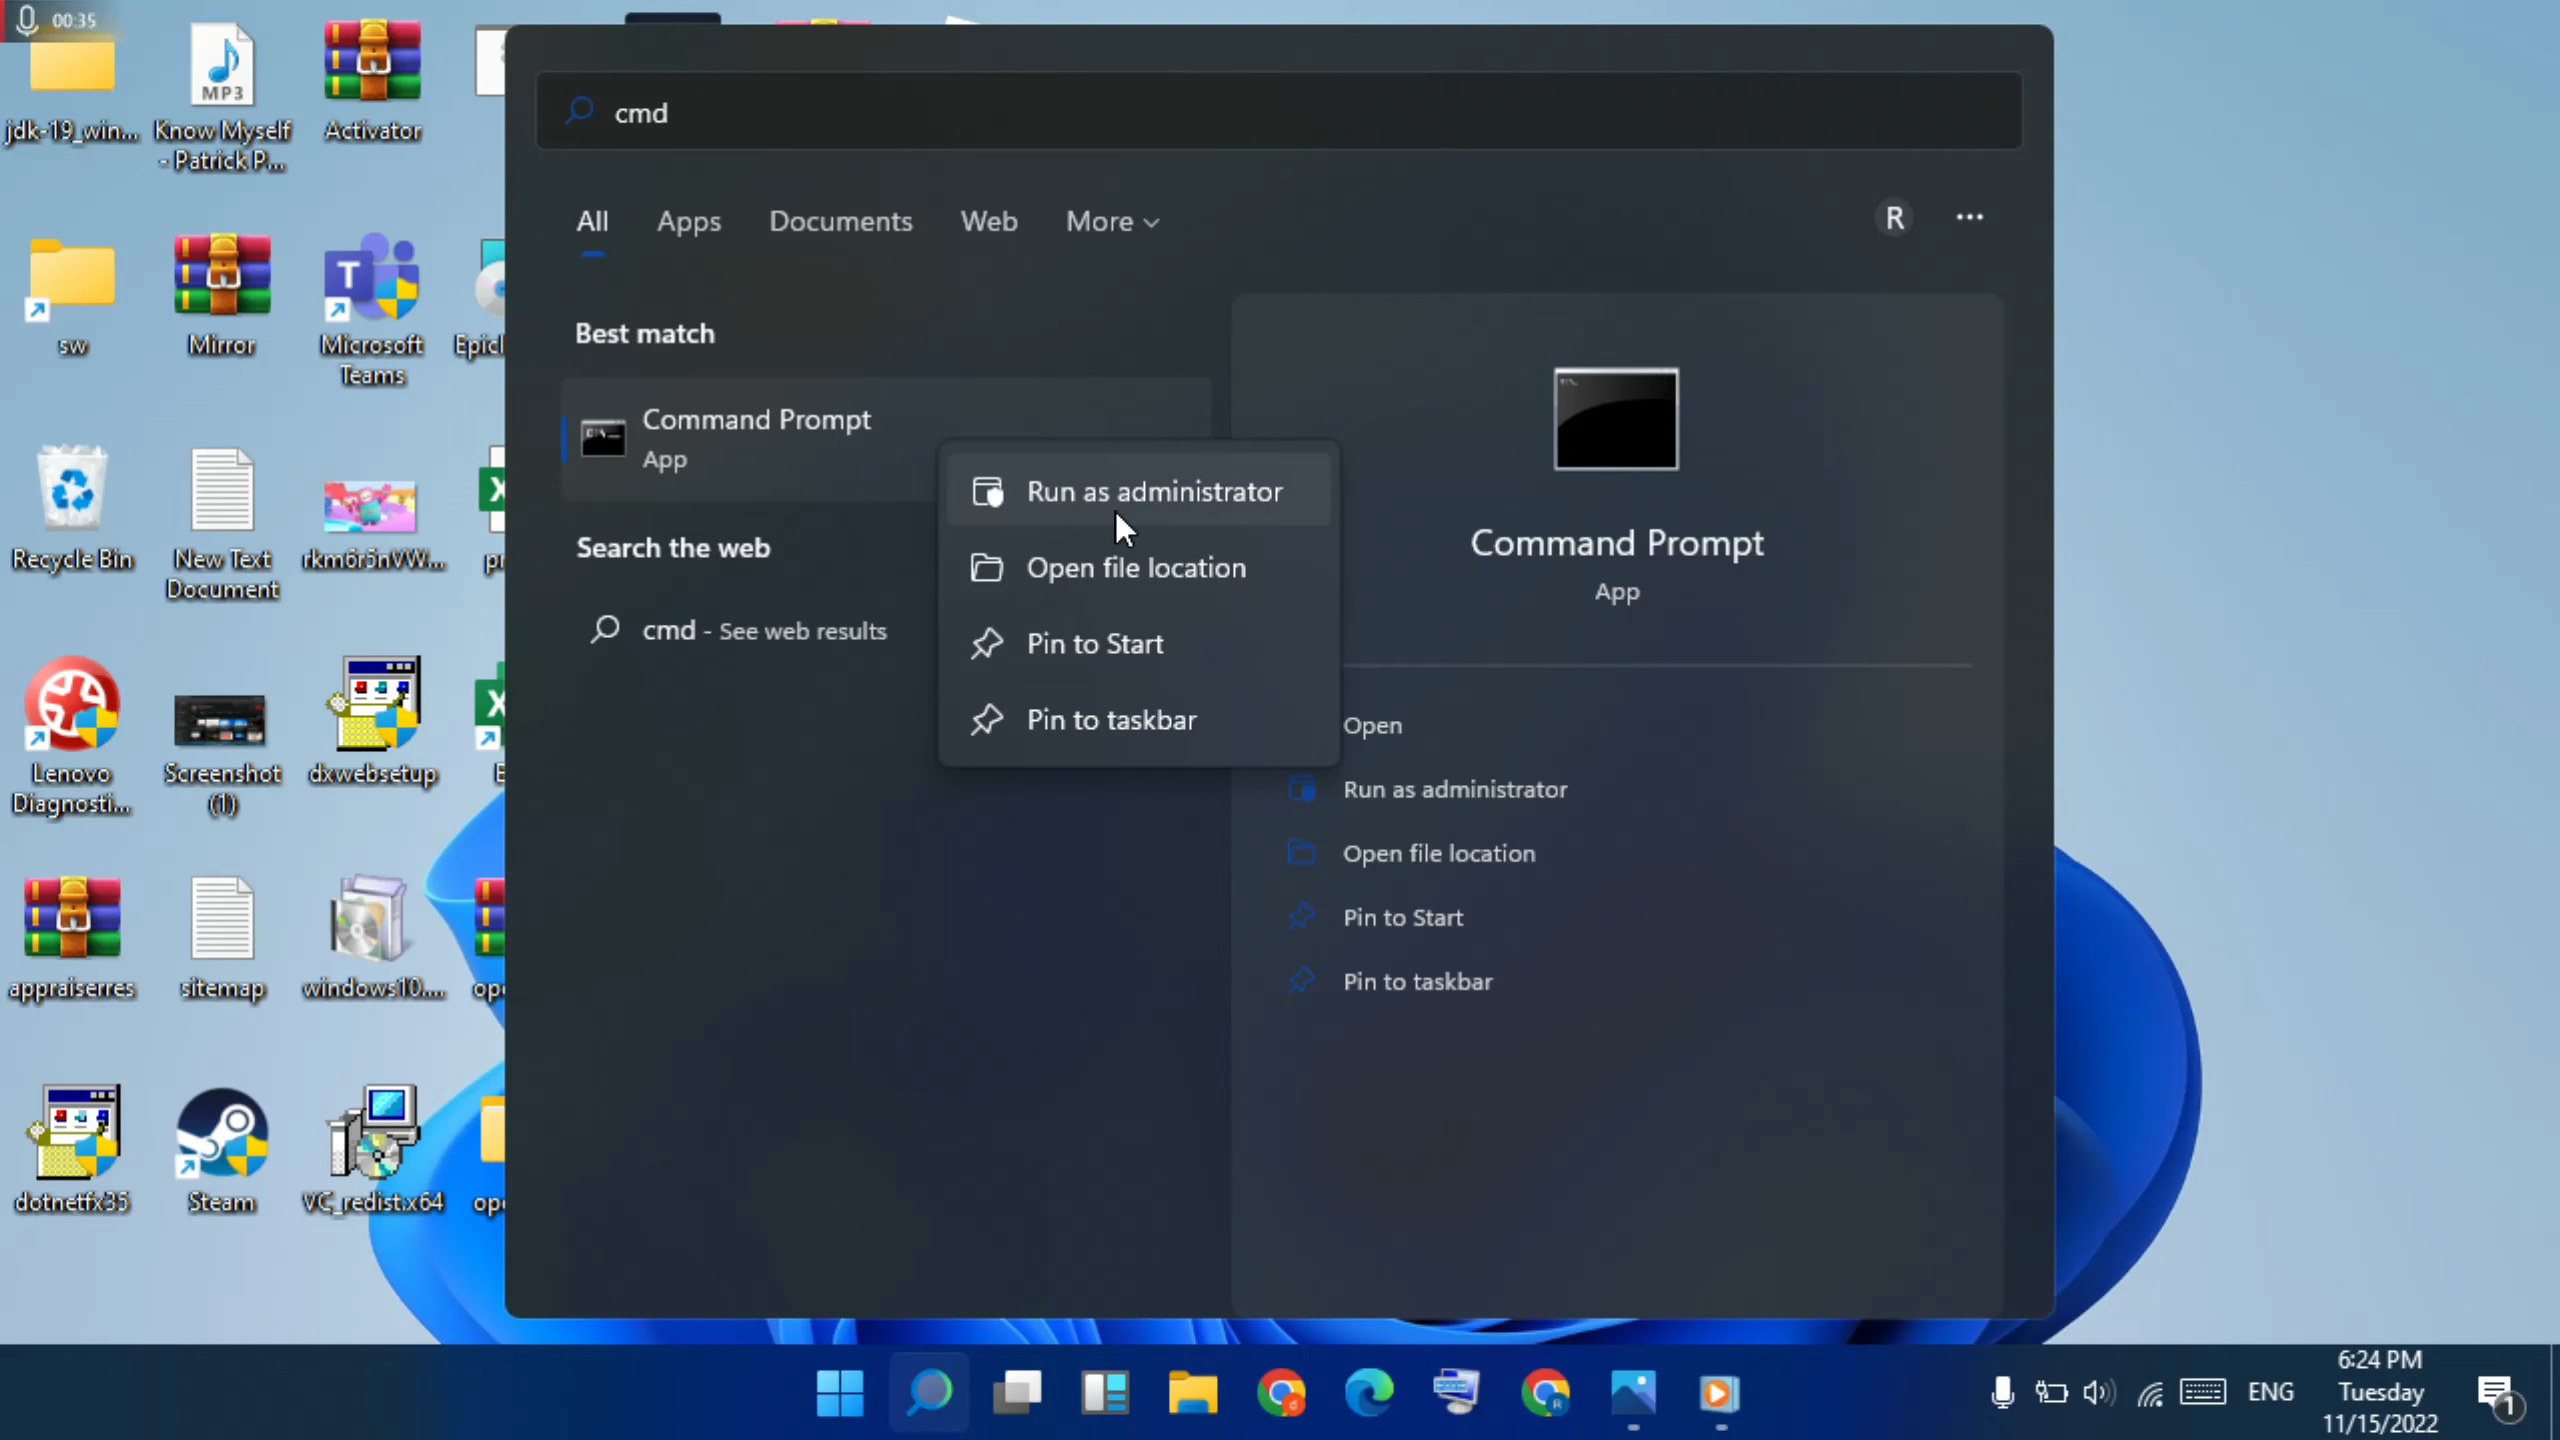 00:35
MP3
jdk-19_win...
Know Myself
- Patrick P...
Activator
sw
Mirror
Microsoft
Teams
Recycle Bin
New Text
Document
rkm6r5nVW...
Lenovo
Diagnosti...
Screenshot
(1)
dxwebsetup
appraiserres
sitemap
windows10....
dotnetfx35
Steam
VC_redist.x64
cmd
All
Apps
Documents
Web
More
R
Best match
Command Prompt
App
Search the web
cmd - See web results
Run as administrator
Open file location
Pin to Start
Pin to taskbar
Command Prompt
App
Open
Run as administrator
Open file location
Pin to Start
Pin to taskbar
ENG
6:24 PM
Tuesday
11/15/2022
1